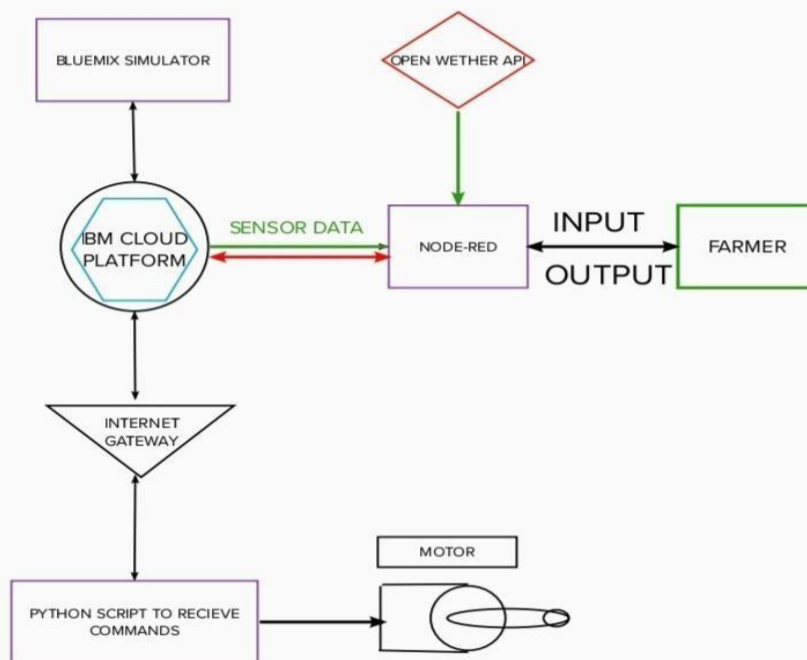 BLUEMIX SIMULATOR
OPEN WETHER API
IBM CLOUD
PLATFORM
SENSOR DATA
NODE-RED
INPUT
OUTPUT
FARMER
INTERNET
GATEWAY
MOTOR
PYTHON SCRIPT TO RECIEVE
COMMANDS